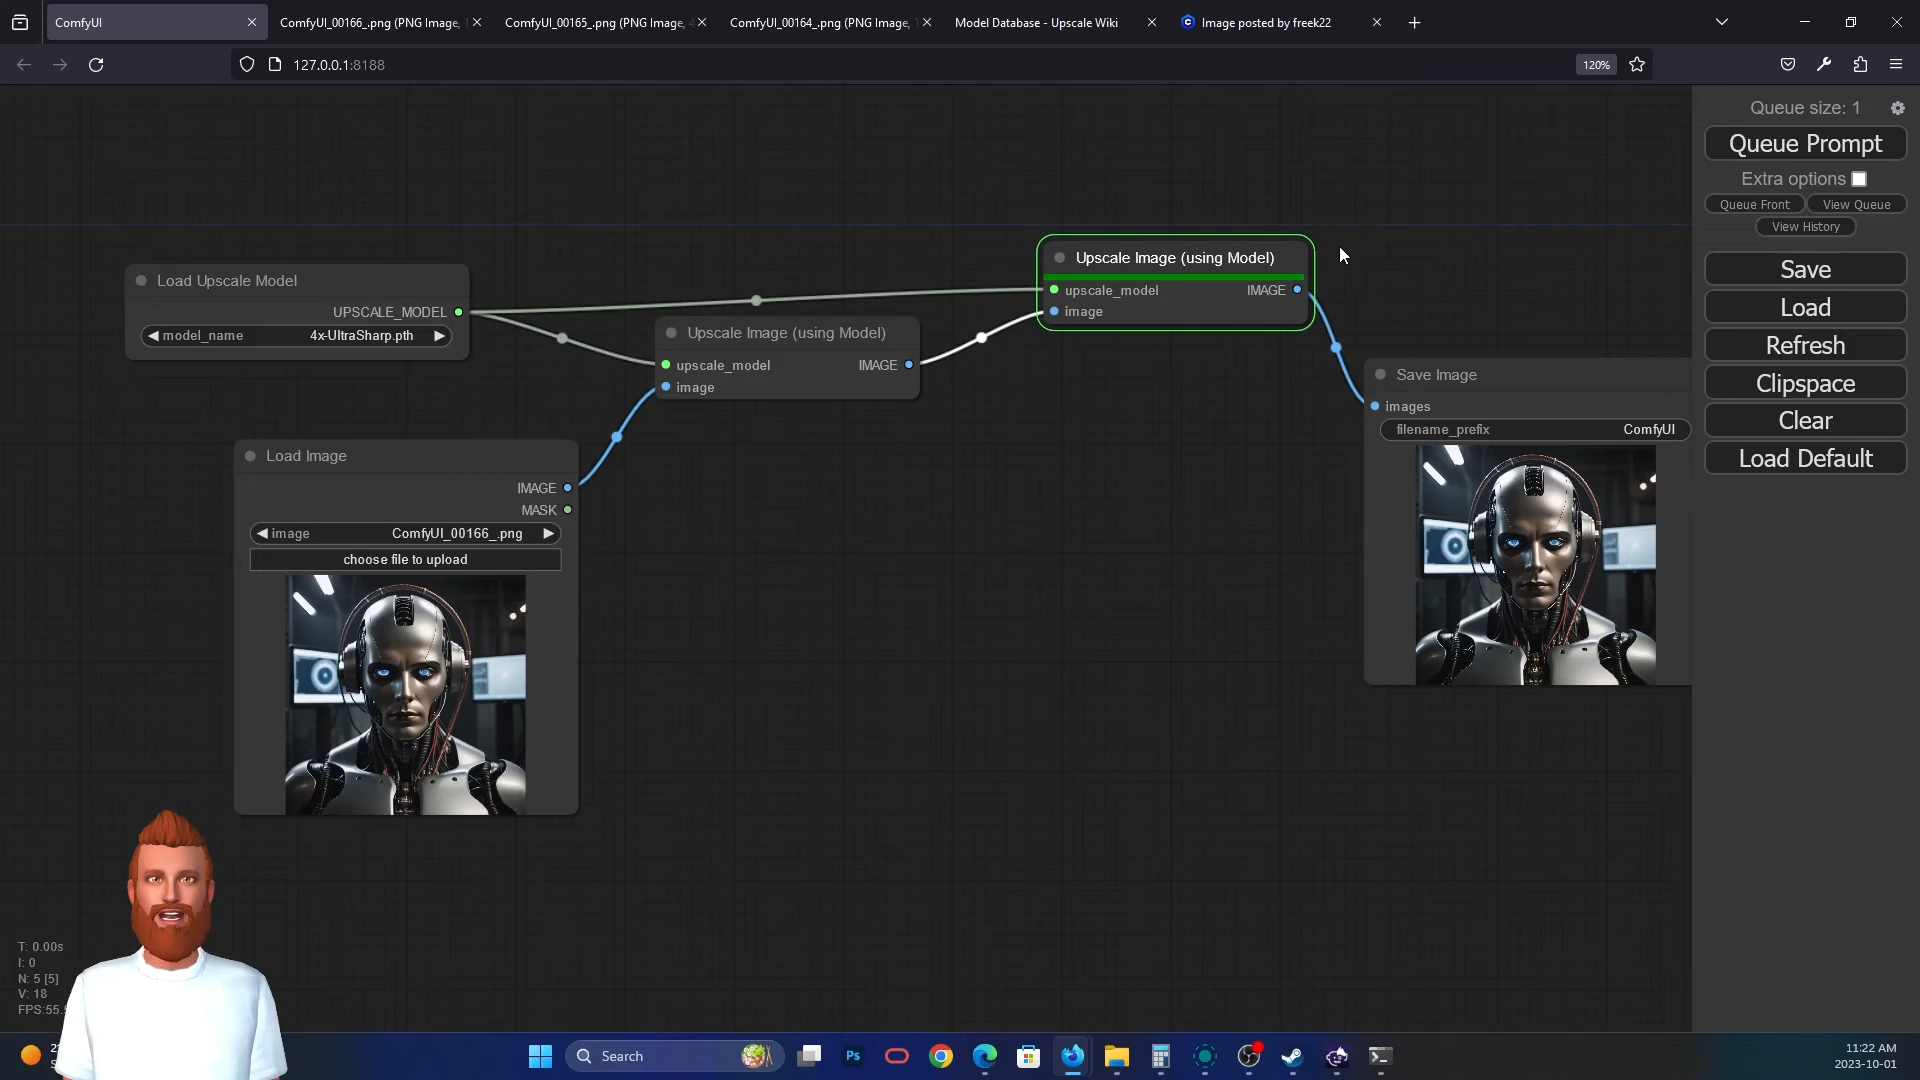 ComfyUI
ComfyUI_00166_.png (PNG Image,
ComfyUI_00165_.png (PNG Image,
ComfyUI_00164_.png (PNG Image,
Model Database - Upscale Wiki
Image posted by freek22
127.0.0.1:8188
120%
Queue size: 1
Queue Prompt
Extra options
Queue Front
View Queue
View History
Save
Load
Refresh
Clipspace
Clear
Load Default
Load Upscale Model
UPSCALE_MODEL
model_name
4x-UltraSharp.pth
Upscale Image (using Model)
upscale_model
IMAGE
image
Upscale Image (using Model)
upscale_model
IMAGE
image
Save Image
images
filename_prefix
ComfyUI
Load Image
IMAGE
MASK
image
ComfyUI_00166_.png
choose file to upload
T: 0.00s
I: 0
N: 5 [5]
V: 18
FPS:55.
Search
Ps
11:22 AM
2023-10-01